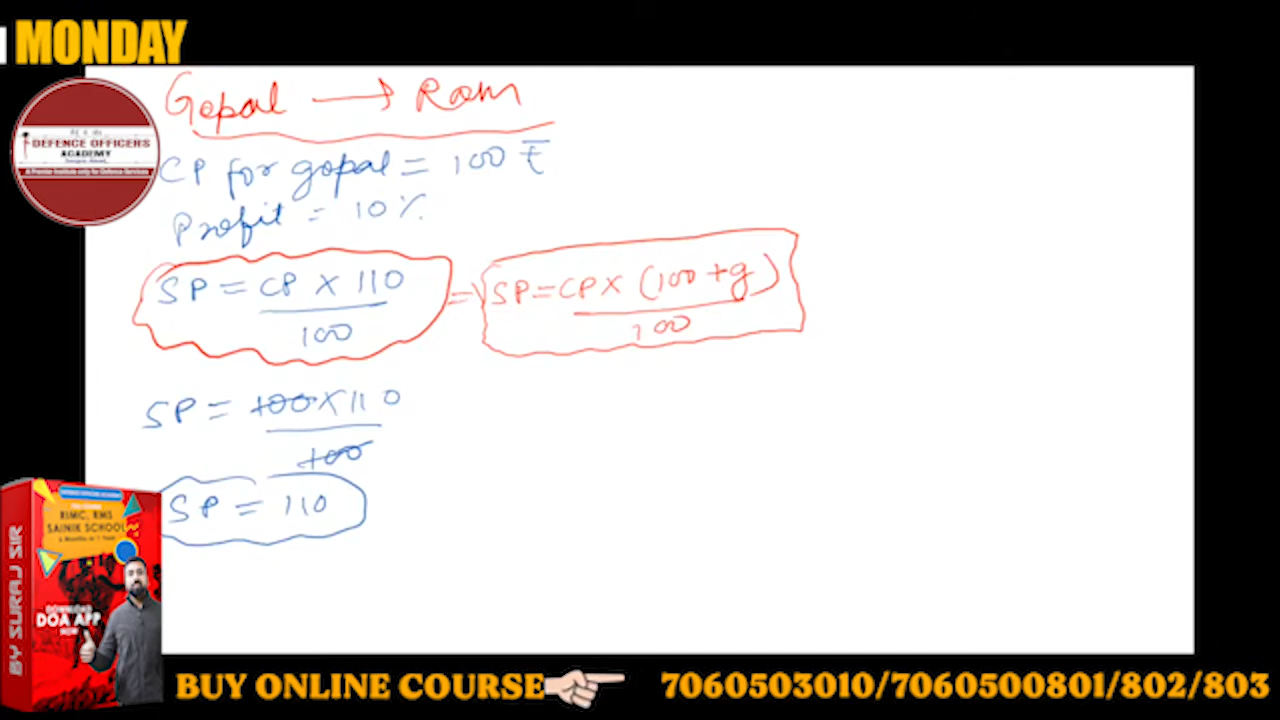 MONDAY
Gopal → Ram
DEFENCE OFFICERS
ACADEMY
CP for gopal = 100 ₹
Profit = 10 %.
SP = CP X 110 / 100 = SP = CP X (100 + g) / 100
SP = 100 X 110 / 100
SP = 110
RIMC, RMS
SAINIK SCHOOL
DOWNLOAD
DOA APP
NOW
BY SURAJ SIR
BUY ONLINE COURSE 7060503010/7060500801/802/803